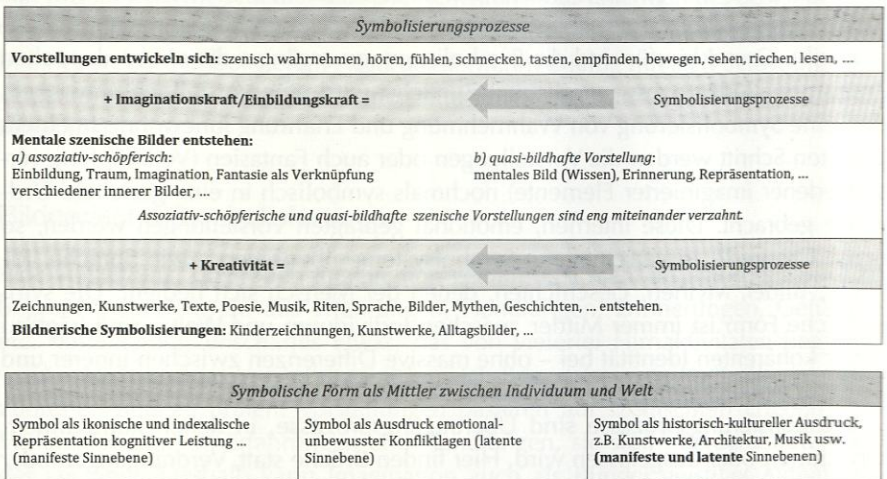 Symbolisierungsprozesse
Vorstellungen entwickeln sich: szenisch wahrnehmen, hören, fühlen, schmecken, tasten, empfinden, bewegen, sehen, riechen, lesen, ...
+ Imaginationskraft/Einbildungskraft =
Symbolisierungsprozesse
Mentale szenische Bilder entstehen:
a) assoziativ-schöpferisch:
Einbildung, Traum, Imagination, Fantasie als Verknüpfung
verschiedener innerer Bilder, ...
b) quasi-bildhafte Vorstellung:
mentales Bild (Wissen), Erinnerung, Repräsentation, ...
Assoziativ-schöpferische und quasi-bildhafte szenische Vorstellungen sind eng miteinander verzahnt.
+ Kreativität =
Symbolisierungsprozesse
Zeichnungen, Kunstwerke, Texte, Poesie, Musik, Riten, Sprache, Bilder, Mythen, Geschichten, ... entstehen.
Bildnerische Symbolisierungen: Kinderzeichnungen, Kunstwerke, Alltagsbilder, ...
Symbolische Form als Mittler zwischen Individuum und Welt
Symbol als ikonische und indexalische
Repräsentation kognitiver Leistung ...
(manifeste Sinnebene)
Symbol als Ausdruck emotional-
unbewusster Konfliktlagen (latente
Sinnebene)
Symbol als historisch-kultureller Ausdruck,
z.B. Kunstwerke, Architektur, Musik usw.
(manifeste und latente Sinnebenen)